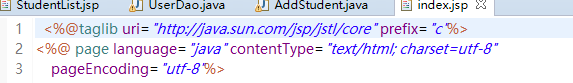 StudentList.jsp UserDao.java AddStudent.java index.jsp
1 <%@taglib uri="http://java.sun.com/jsp/jstl/core" prefix="c"%>
2 <%@ page language="java" contentType="text/html; charset=utf-8"
3 pageEncoding="utf-8"%>